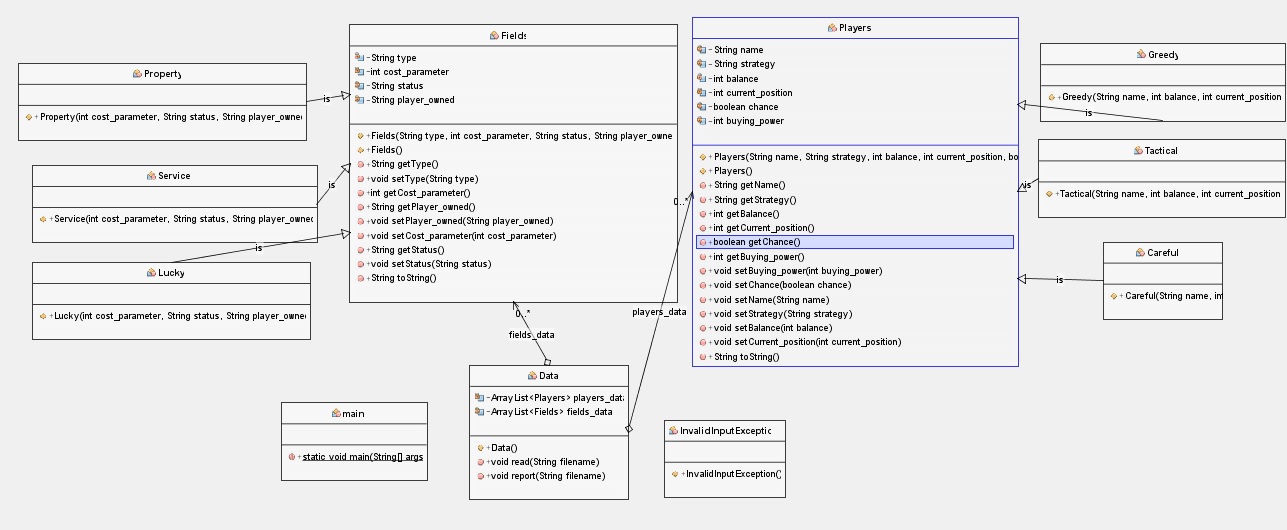 Property
+Property(int cost_parameter, String status, String player_owne
Service
+Service(int cost_parameter, String status, String player_owne
Lucky
+Lucky(int cost_parameter, String status, String player_owne
is
is
is
Fields
-String type
-int cost_parameter
-String status
-String player_owned
+Fields(String type, int cost_parameter, String status, String player_owne
+Fields()
+String getType()
+void setType(String type)
+int getCost_parameter()
+String getPlayer_owned()
+void setPlayer_owned(String player_owned)
+void setCost_parameter(int cost_parameter)
+String getStatus()
+void setStatus(String status)
+String toString()
Players
-String name
-String strategy
-int balance
-int current_position
-boolean chance
-int buying_power
+Players(String name, String strategy, int balance, int current_position, bo
+Players()
+String getName()
+String getStrategy()
+int getBalance()
+int getCurrent_position()
+boolean getChance()
+int getBuying_power()
+void setBuying_power(int buying_power)
+void setChance(boolean chance)
+void setName(String name)
+void setStrategy(String strategy)
+void setBalance(int balance)
+void setCurrent_position(int current_position)
+String toString()
Greedy
+Greedy(String name, int balance, int current_position
is
Tactical
+Tactical(String name, int balance, int current_position
is
Careful
+Careful(String name, in
is
0..*
players_data
0..*
fields_data
Data
-ArrayList<Players> players_data
-ArrayList<Fields> fields_data
+Data()
+void read(String filename)
+void report(String filename)
main
+static void main(String[] args
InvalidInputExceptio
+InvalidInputException()